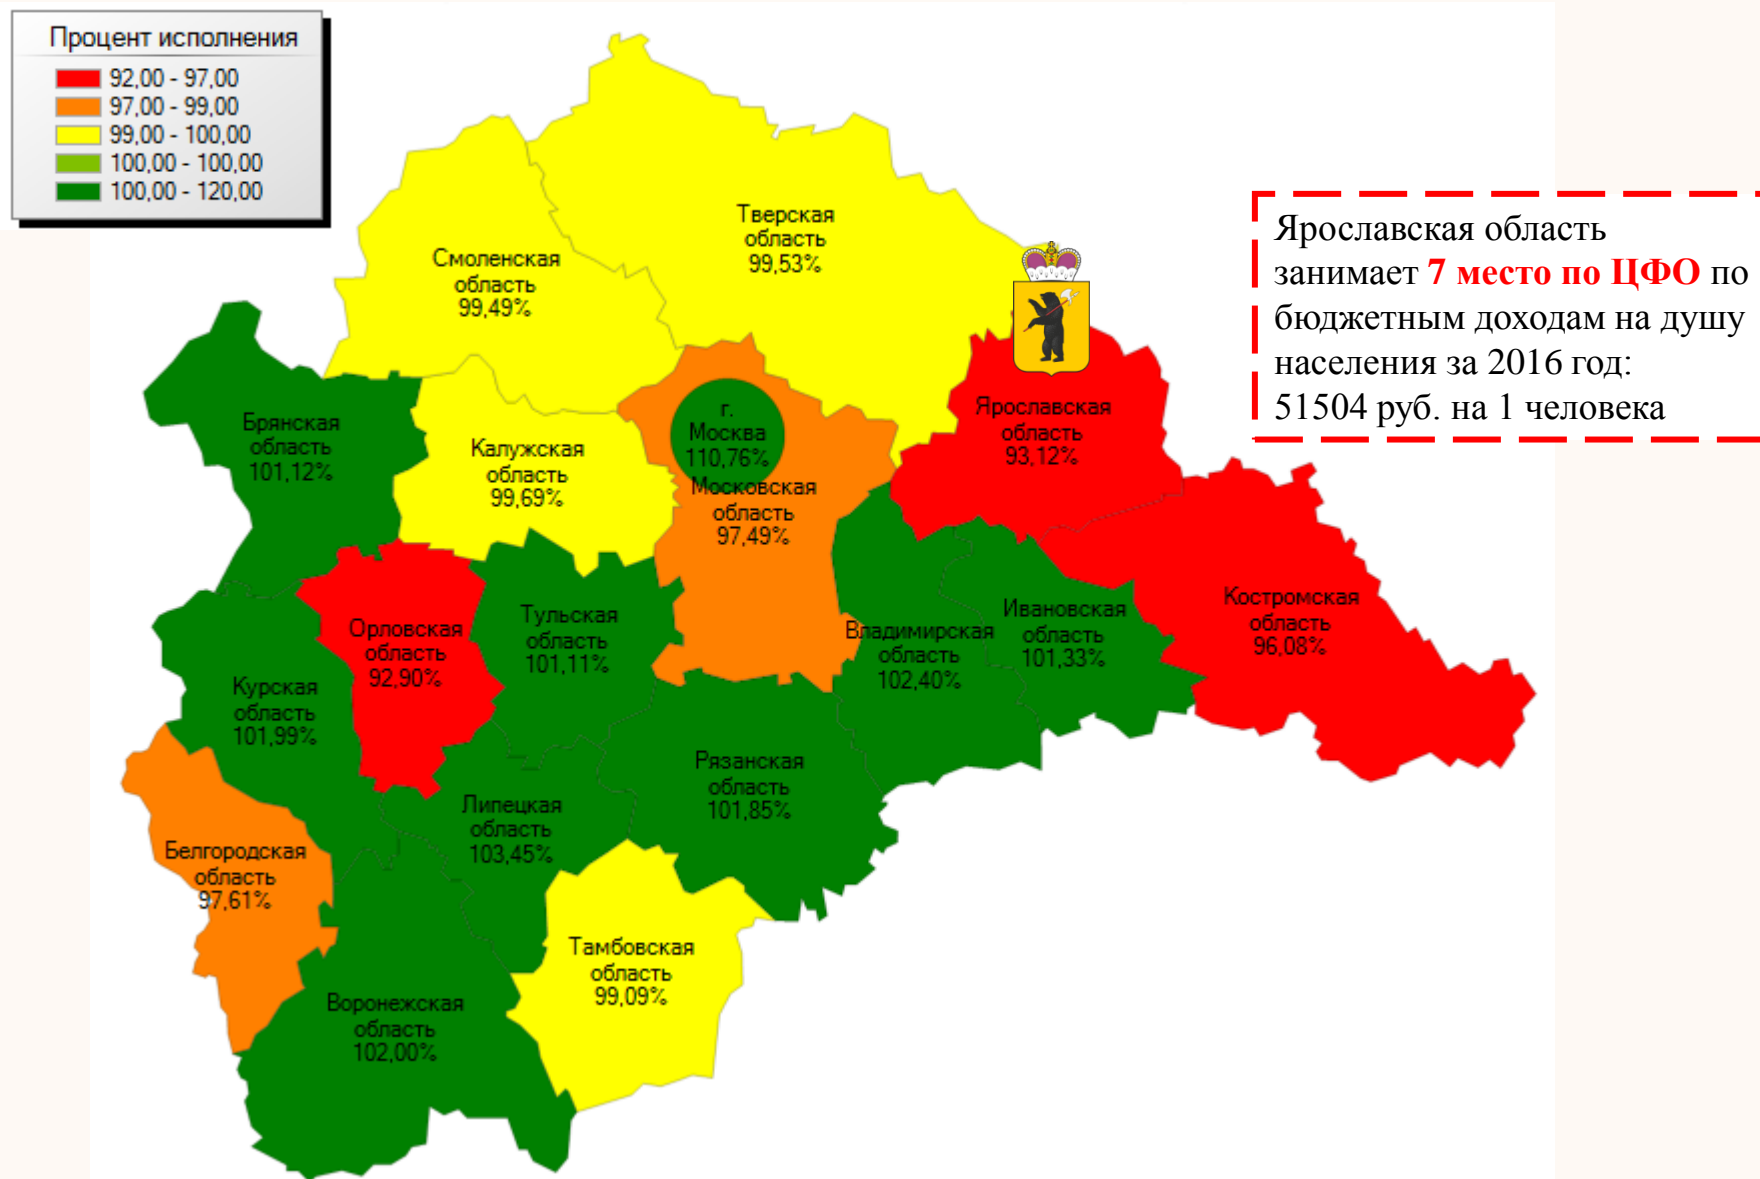 Процент исполнения
92,00 - 97,00
97,00 - 99,00
99,00 - 100,00
100,00 - 100,00
100,00 - 120,00
Тверская
область
99,53%
Смоленская
область
99,49%
Ярославская область
занимает 7 место по ЦФО по
бюджетным доходам на душу
населения за 2016 год:
51504 руб. на 1 человека
Брянская
область
101,12%
Калужская
область
99,69%
г.
Москва
110,76%
Московская
область
97,49%
Ярославская
область
93,12%
Орловская
область
92,90%
Тульская
область
101,11%
Владимирская
область
102,40%
Ивановская
область
101,33%
Костромская
область
96,08%
Курская
область
101,99%
Рязанская
область
101,85%
Липецкая
область
103,45%
Белгородская
область
97,61%
Тамбовская
область
99,09%
Воронежская
область
102,00%